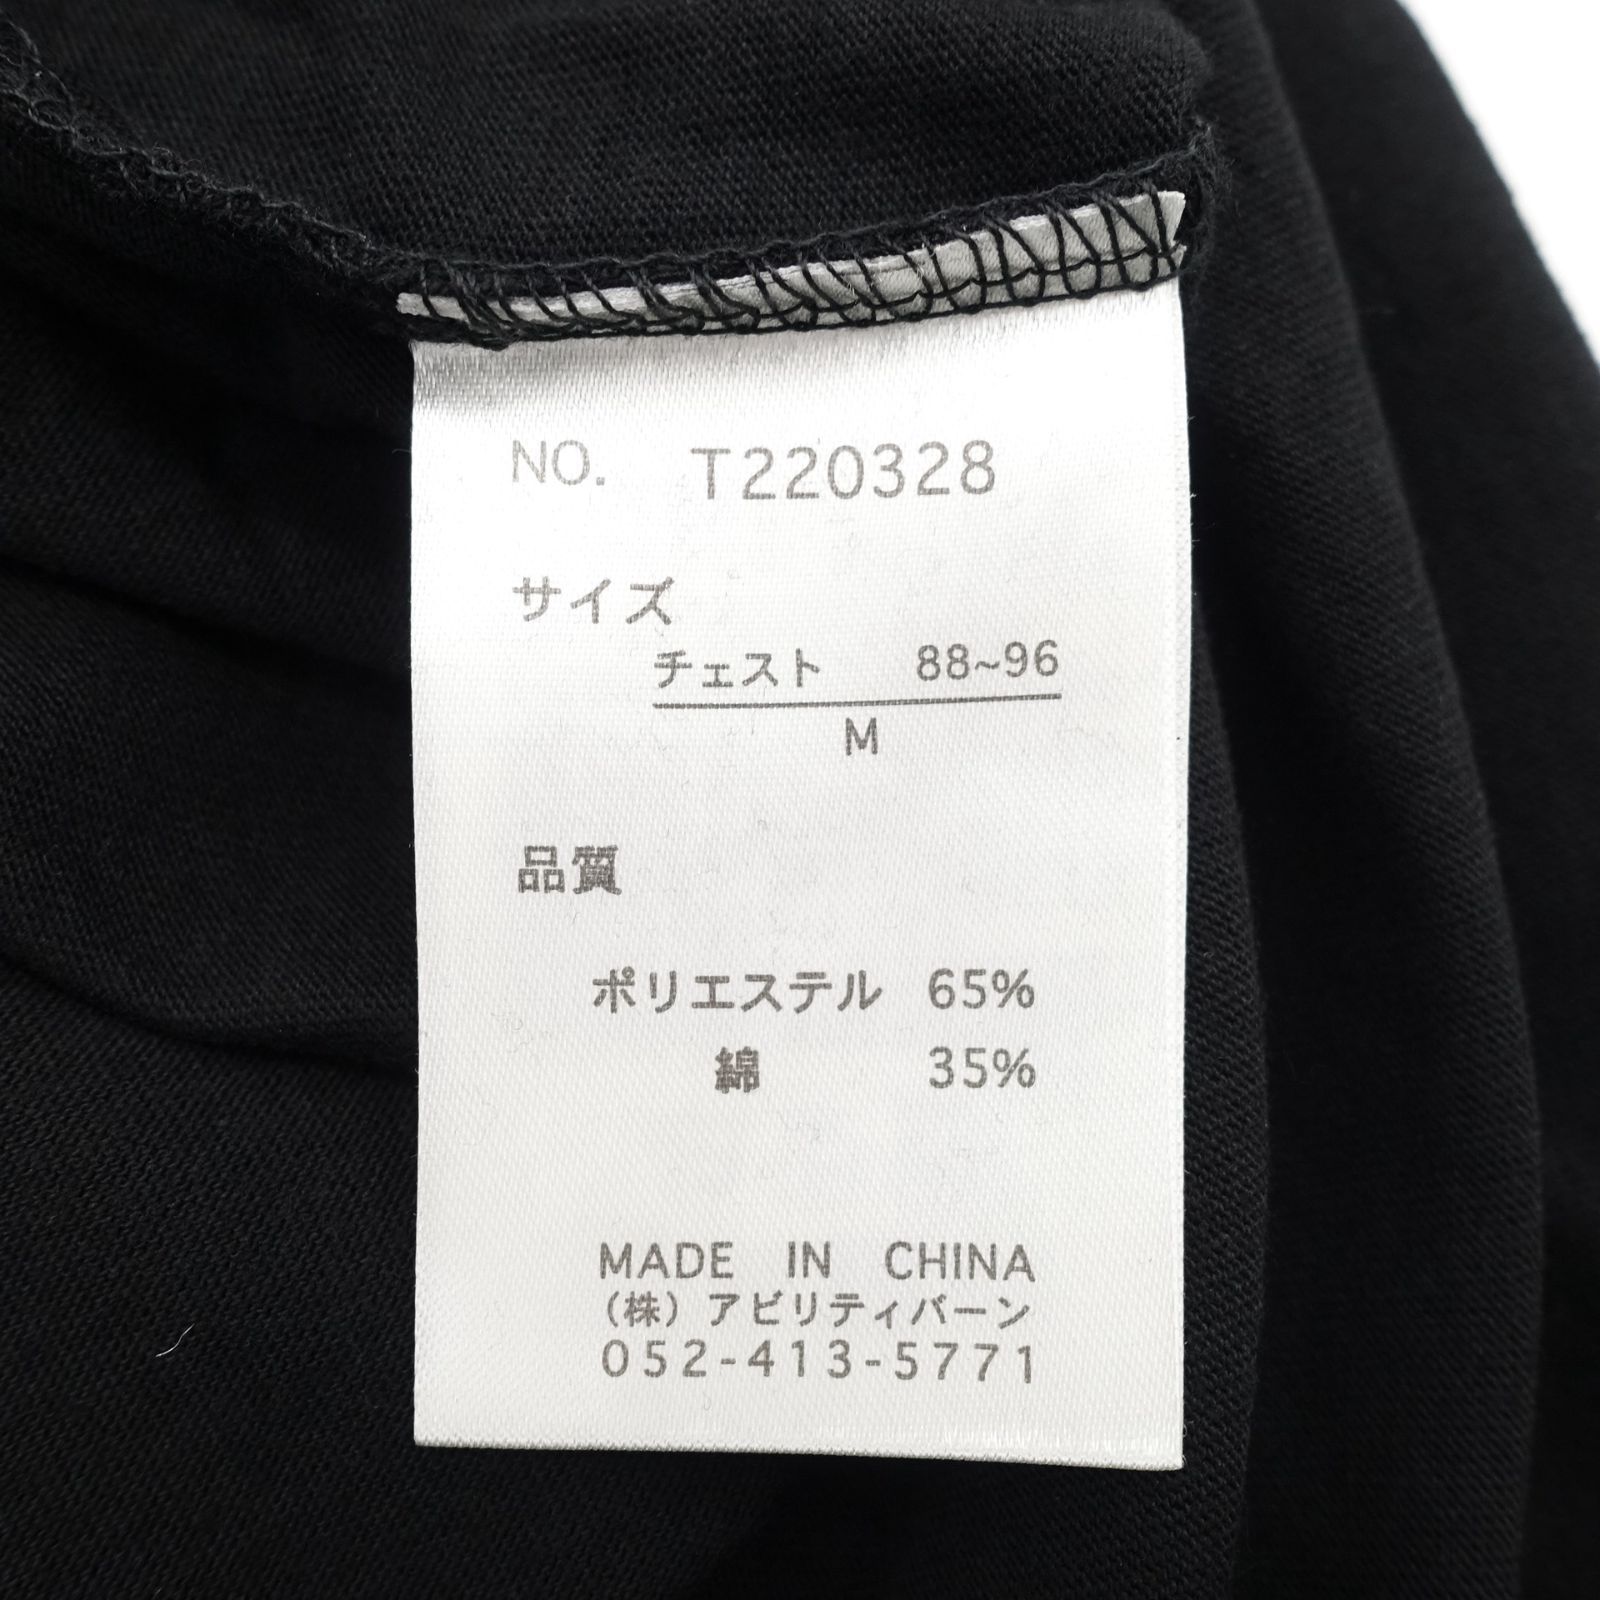 NO. T220328
サイズ
チェスト 88~96
M
品質
ポリエステル 65%
綿 35%
MADE IN CHINA
(株)アビリティバーン
052-413-5771